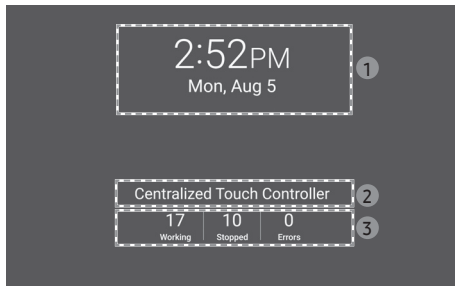 2:52PM
Mon, Aug 5
1
Centralized Touch Controller
2
17 10 0
Working Stopped Errors
3